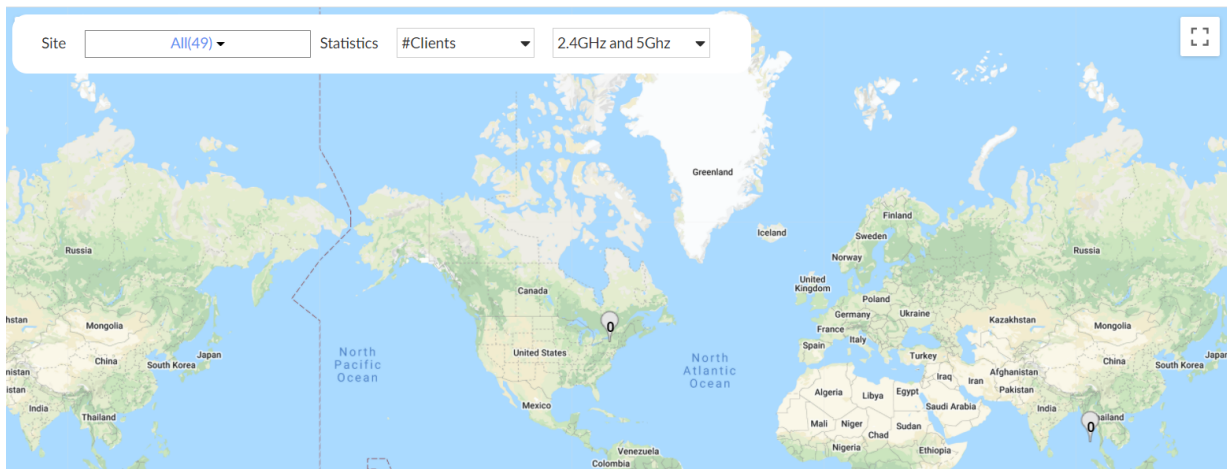 Site All(49) Statistics #Clients 2.4GHz and 5Ghz
Greenland
Finland
Iceland
Sweden
Russia
Russia
Norway
United
Kingdom
Canada
Poland
Germany
Ukraine
Kazakhstan
Mongolia
Mongolia
0
France
Italy
Spain
United States
North
Pacific
Ocean
North
Atlantic
Ocean
Turkey
China
China
South Korea
Japan
South Korea
Iraq
Iran
Afghanistan
Pakistan
Algeria
Libya
Egypt
Saudi Arabia
India
India
Mexico
Thailand
0
Mali
Niger
Chad
Sudan
Nigeria
Ethiopia
Venezuela
Colombia